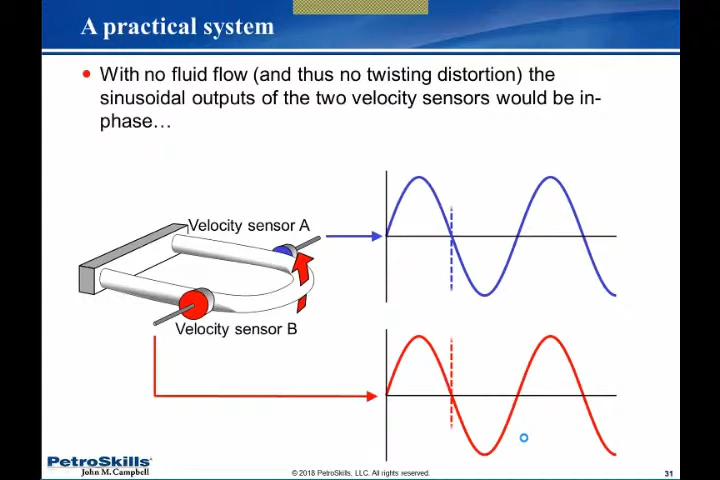 A practical system
• With no fluid flow (and thus no twisting distortion) the
sinusoidal outputs of the two velocity sensors would be in-
phase…
Velocity sensor A
Velocity sensor B
PetroSkills®
John M. Campbell
© 2018 PetroSkills, LLC. All rights reserved.
31